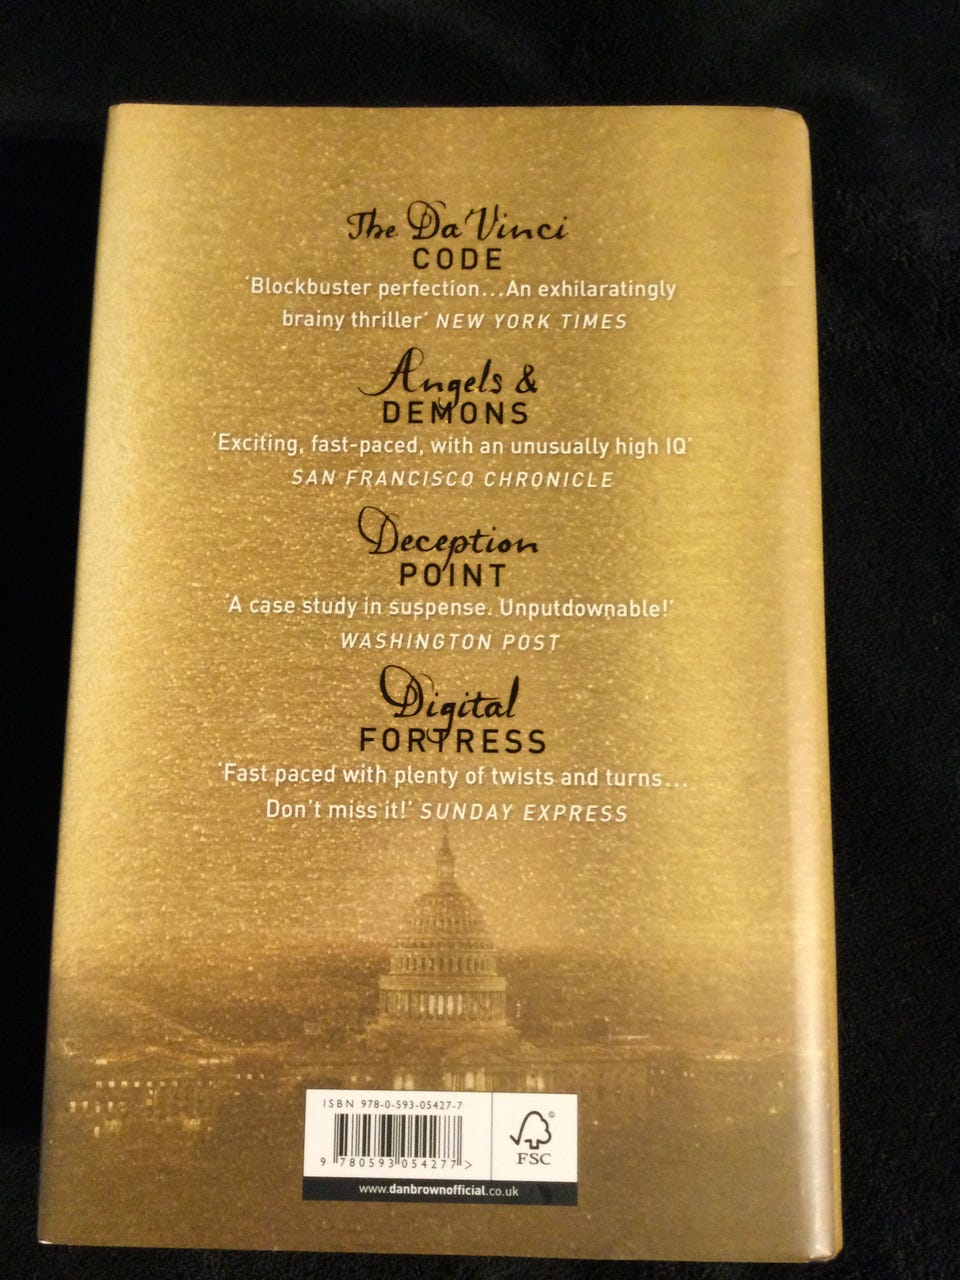 The Da Vinci
CODE
‘Blockbuster perfection...An exhilaratingly
brainy thriller’ NEW YORK TIMES
Angels &
DEMONS
‘Exciting, fast-paced, with an unusually high IQ’
SAN FRANCISCO CHRONICLE
Deception
POINT
‘A case study in suspense. Unputdownable!’
WASHINGTON POST
Digital
FORTRESS
‘Fast paced with plenty of twists and turns...
Don't miss it!’ SUNDAY EXPRESS
ISBN 978-0-593-05427-7
9 780593 054277 >
©
FSC
www.danbrownofficial.co.uk